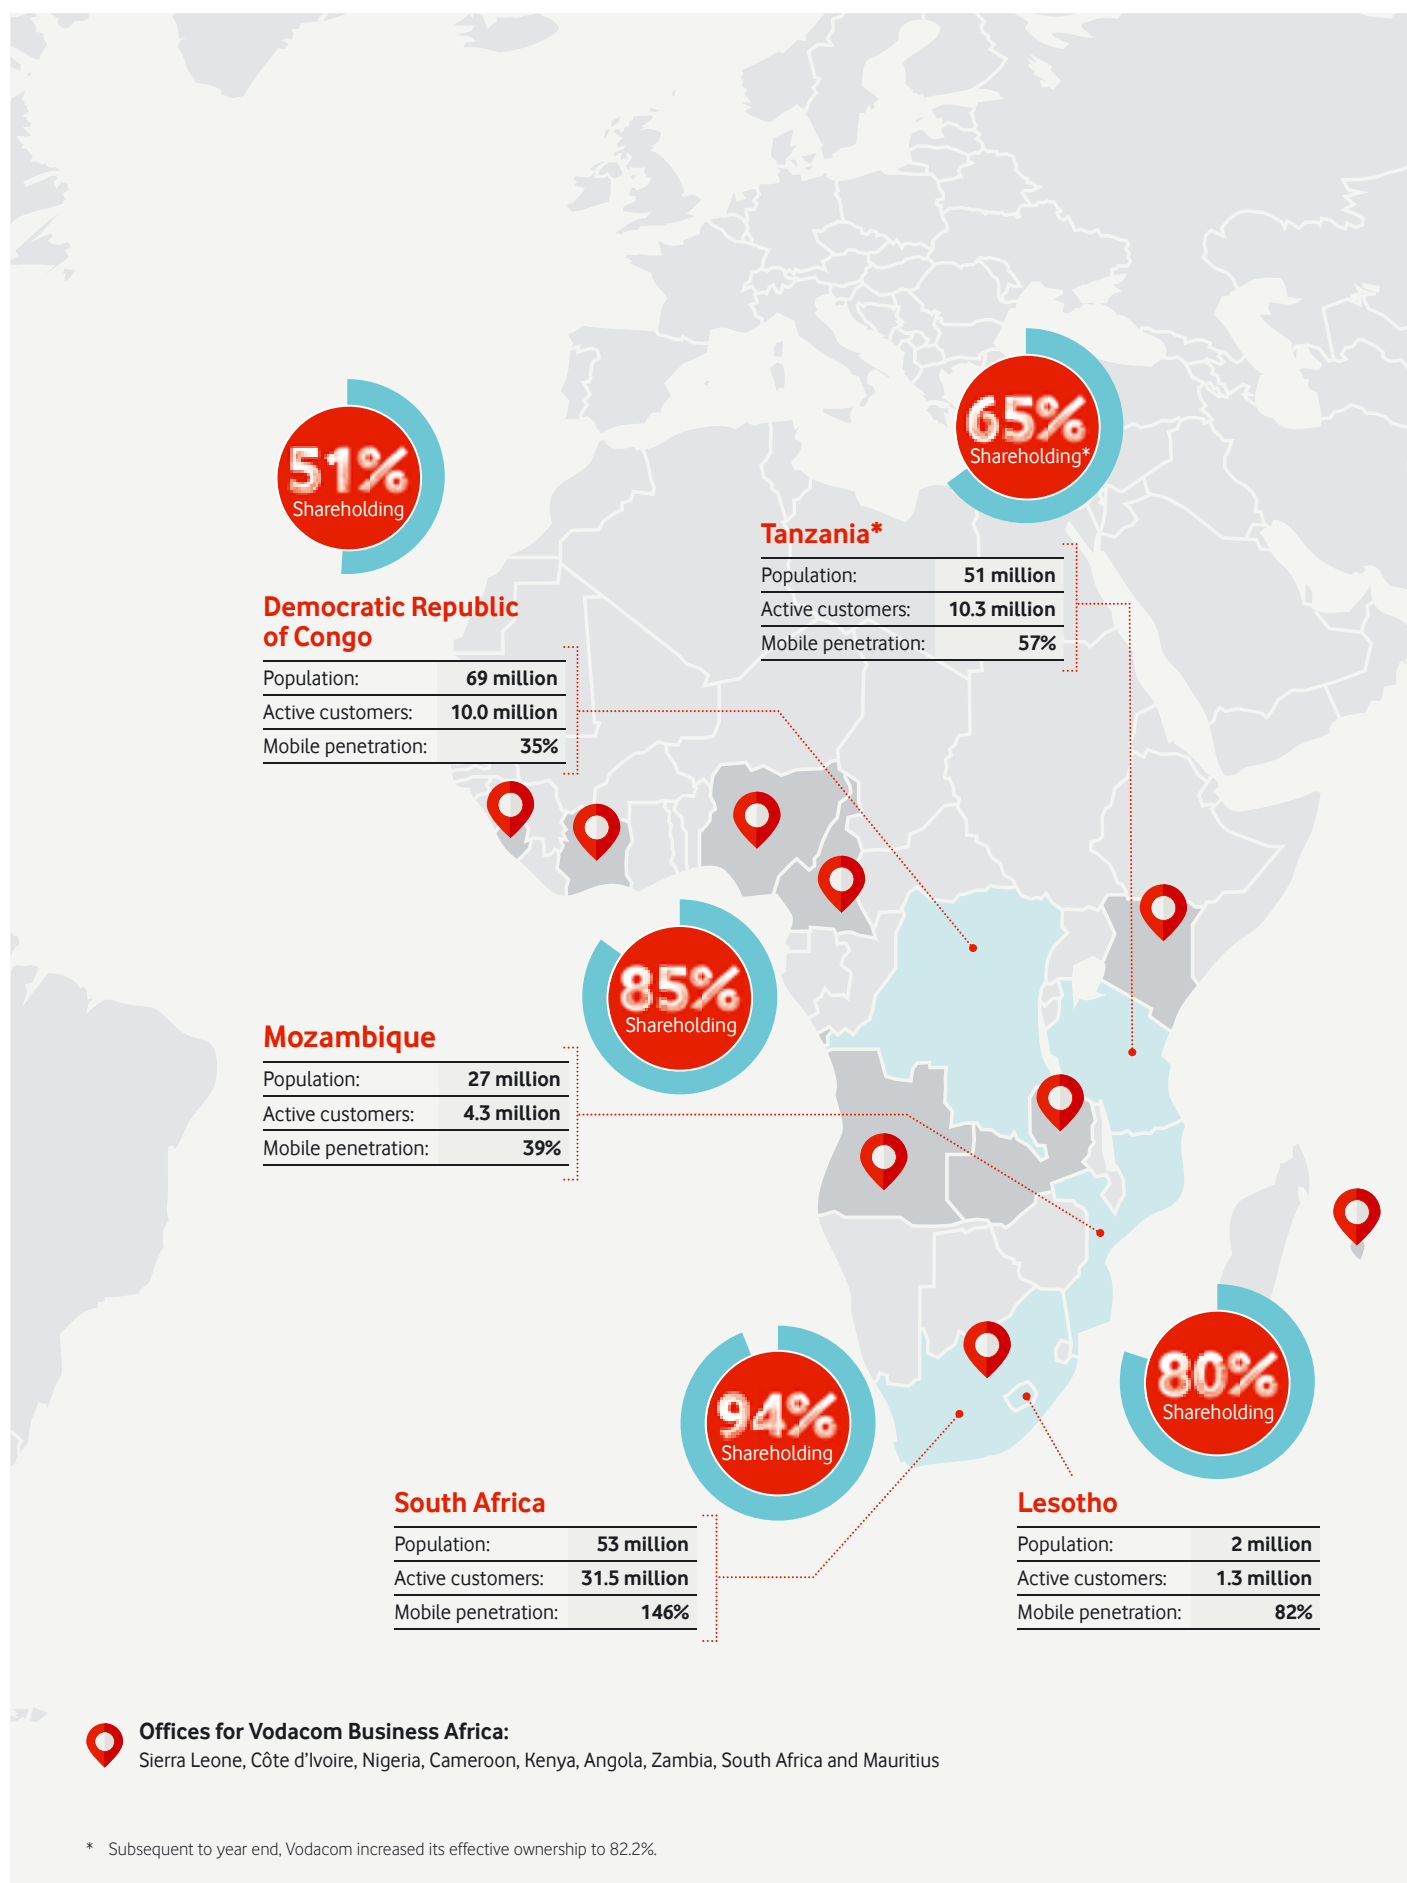 65%
Shareholding*
51%
Shareholding
Tanzania*
Population: 51 million
Active customers: 10.3 million
Mobile penetration: 57%
Democratic Republic
of Congo
Population: 69 million
Active customers: 10.0 million
Mobile penetration: 35%
85%
Shareholding
Mozambique
Population: 27 million
Active customers: 4.3 million
Mobile penetration: 39%
80%
Shareholding
94%
Shareholding
South Africa
Population: 53 million
Active customers: 31.5 million
Mobile penetration: 146%
Lesotho
Population: 2 million
Active customers: 1.3 million
Mobile penetration: 82%
Offices for Vodacom Business Africa:
Sierra Leone, Côte d’Ivoire, Nigeria, Cameroon, Kenya, Angola, Zambia, South Africa and Mauritius
* Subsequent to year end, Vodacom increased its effective ownership to 82.2%.